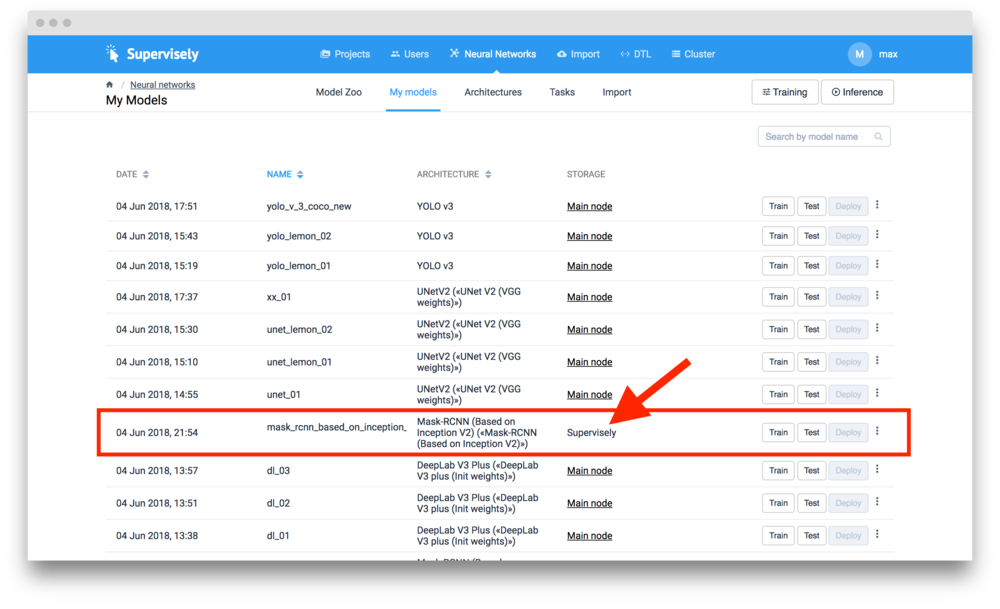 Supervisely
Projects Users Neural Networks Import DTL Cluster M max
/ Neural networks
My Models
Model Zoo My models Architectures Tasks Import Training Inference
Search by model name
DATE NAME ARCHITECTURE STORAGE
04 Jun 2018, 17:51 yolo_v_3_coco_new YOLO v3 Main node Train Test Deploy
04 Jun 2018, 15:43 yolo_lemon_02 YOLO v3 Main node Train Test Deploy
04 Jun 2018, 15:19 yolo_lemon_01 YOLO v3 Main node Train Test Deploy
04 Jun 2018, 17:37 xx_01 UNetV2 («UNet V2 (VGG
weights)») Main node Train Test Deploy
04 Jun 2018, 15:30 unet_lemon_02 UNetV2 («UNet V2 (VGG
weights)») Main node Train Test Deploy
04 Jun 2018, 15:10 unet_lemon_01 UNetV2 («UNet V2 (VGG
weights)») Main node Train Test Deploy
04 Jun 2018, 14:55 unet_01 UNetV2 («UNet V2 (VGG
weights)») Main node Train Test Deploy
04 Jun 2018, 21:54 mask_rcnn_based_on_inception_ Mask-RCNN (Based on
Inception V2) («Mask-RCNN
(Based on Inception V2)») Supervisely Train Test Deploy
04 Jun 2018, 13:57 dl_03 DeepLab V3 Plus («DeepLab
V3 plus (Init weights)») Main node Train Test Deploy
04 Jun 2018, 13:51 dl_02 DeepLab V3 Plus («DeepLab
V3 plus (Init weights)») Main node Train Test Deploy
04 Jun 2018, 13:38 dl_01 DeepLab V3 Plus («DeepLab
V3 plus (Init weights)») Main node Train Test Deploy